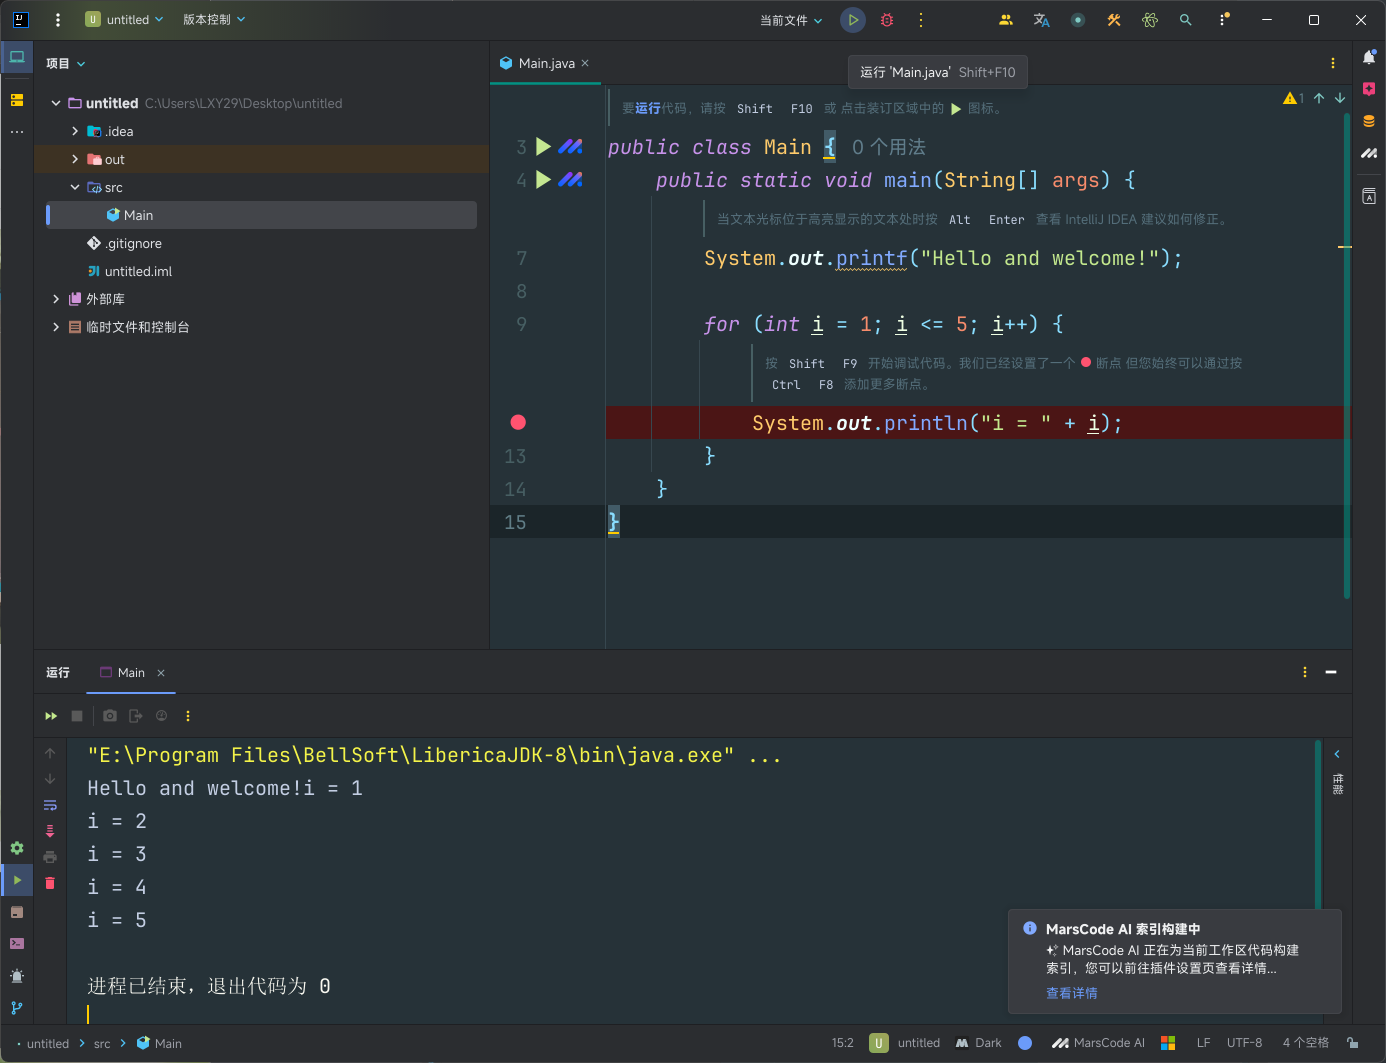 U untitled 版本控制 当前文件
项目
untitled C:\Users\LXY29\Desktop\untitled
.idea
out
src
Main
.gitignore
untitled.iml
外部库
临时文件和控制台
Main.java
运行 'Main.java' Shift+F10
1
要运行代码，请按 Shift F10 或 点击装订区域中的 图标。
3 public class Main { 0 个用法
4 public static void main(String[] args) {
当文本光标位于高亮显示的文本处时按 Alt Enter 查看 IntelliJ IDEA 建议如何修正。
7 System.out.printf("Hello and welcome!");
8
9 for (int i = 1; i <= 5; i++) {
按 Shift F9 开始调试代码。我们已经设置了一个 断点 但您始终可以通过按
Ctrl F8 添加更多断点。
System.out.println("i = " + i);
13 }
14 }
15 }
运行 Main
"E:\Program Files\BellSoft\LibericaJDK-8\bin\java.exe" ...
Hello and welcome!i = 1
i = 2
i = 3
i = 4
i = 5
进程已结束，退出代码为 0
性能
MarsCode AI 索引构建中
MarsCode AI 正在为当前工作区代码构建
索引，您可以前往插件设置页查看详情...
查看详情
untitled src Main 15:2 U untitled Dark MarsCode AI LF UTF-8 4 个空格